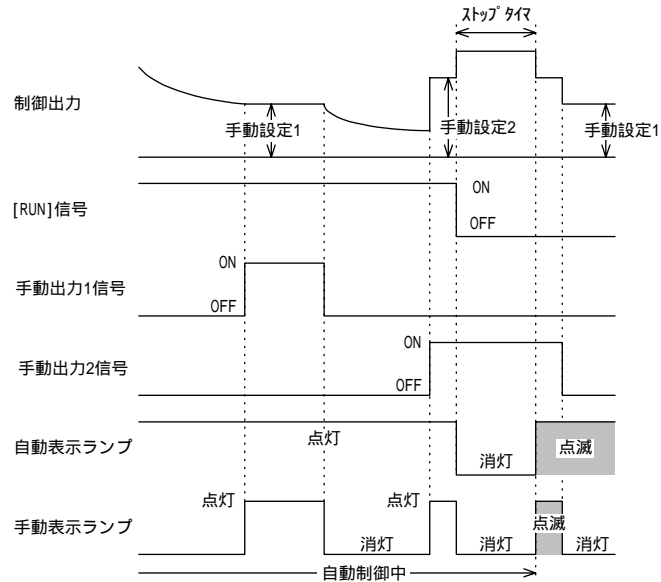 ストップタイマ
制御出力
手動設定1
手動設定2
手動設定1
[RUN]信号
ON
OFF
手動出力1信号
ON
OFF
手動出力2信号
ON
OFF
自動表示ランプ
点灯
消灯
点滅
手動表示ランプ
点灯
消灯
点灯
消灯
点滅
消灯
自動制御中